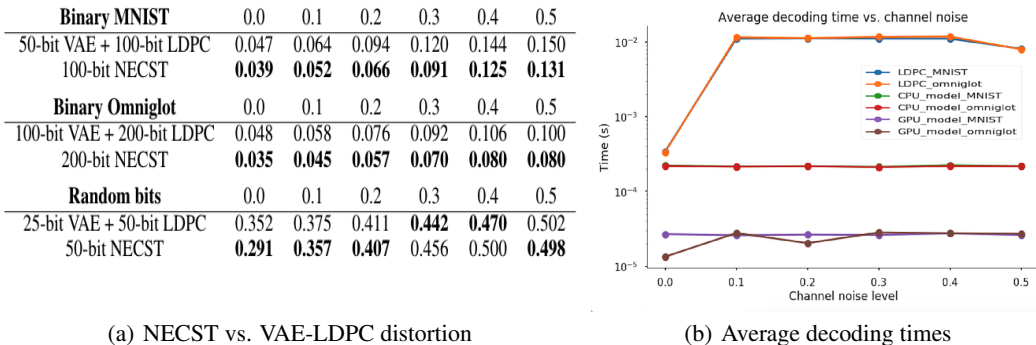 Binary MNIST 0.0 0.1 0.2 0.3 0.4 0.5
50-bit VAE + 100-bit LDPC 0.047 0.064 0.094 0.120 0.144 0.150
100-bit NECST 0.039 0.052 0.066 0.091 0.125 0.131
Binary Omniglot 0.0 0.1 0.2 0.3 0.4 0.5
100-bit VAE + 200-bit LDPC 0.048 0.058 0.076 0.092 0.106 0.100
200-bit NECST 0.035 0.045 0.057 0.070 0.080 0.080
Random bits 0.0 0.1 0.2 0.3 0.4 0.5
25-bit VAE + 50-bit LDPC 0.352 0.375 0.411 0.442 0.470 0.502
50-bit NECST 0.291 0.357 0.407 0.456 0.500 0.498
(a) NECST vs. VAE-LDPC distortion
Average decoding time vs. channel noise
Time (s)
10⁻²
10⁻³
10⁻⁴
10⁻⁵
LDPC_MNIST
LDPC_omniglot
CPU_model_MNIST
CPU_model_omniglot
GPU_model_MNIST
GPU_model_omniglot
0.0 0.1 0.2 0.3 0.4 0.5
Channel noise level
(b) Average decoding times